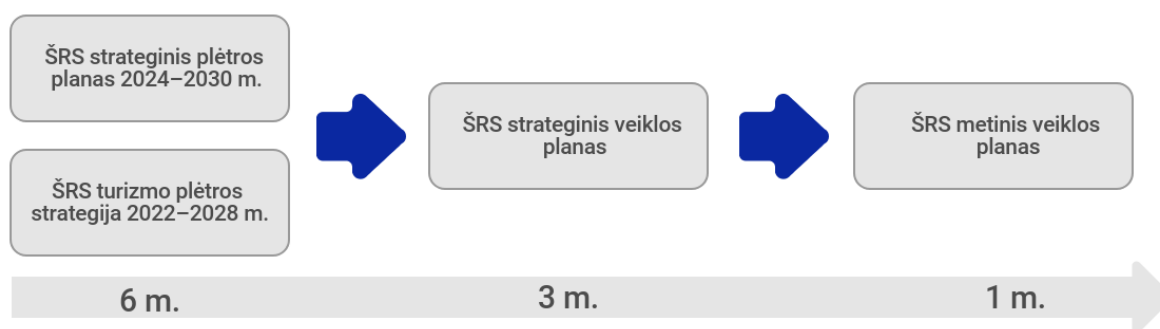 ŠRS strateginis plėtros
planas 2024–2030 m.
ŠRS turizmo plėtros
strategija 2022–2028 m.
ŠRS strateginis veiklos
planas
ŠRS metinis veiklos
planas
6 m.
3 m.
1 m.